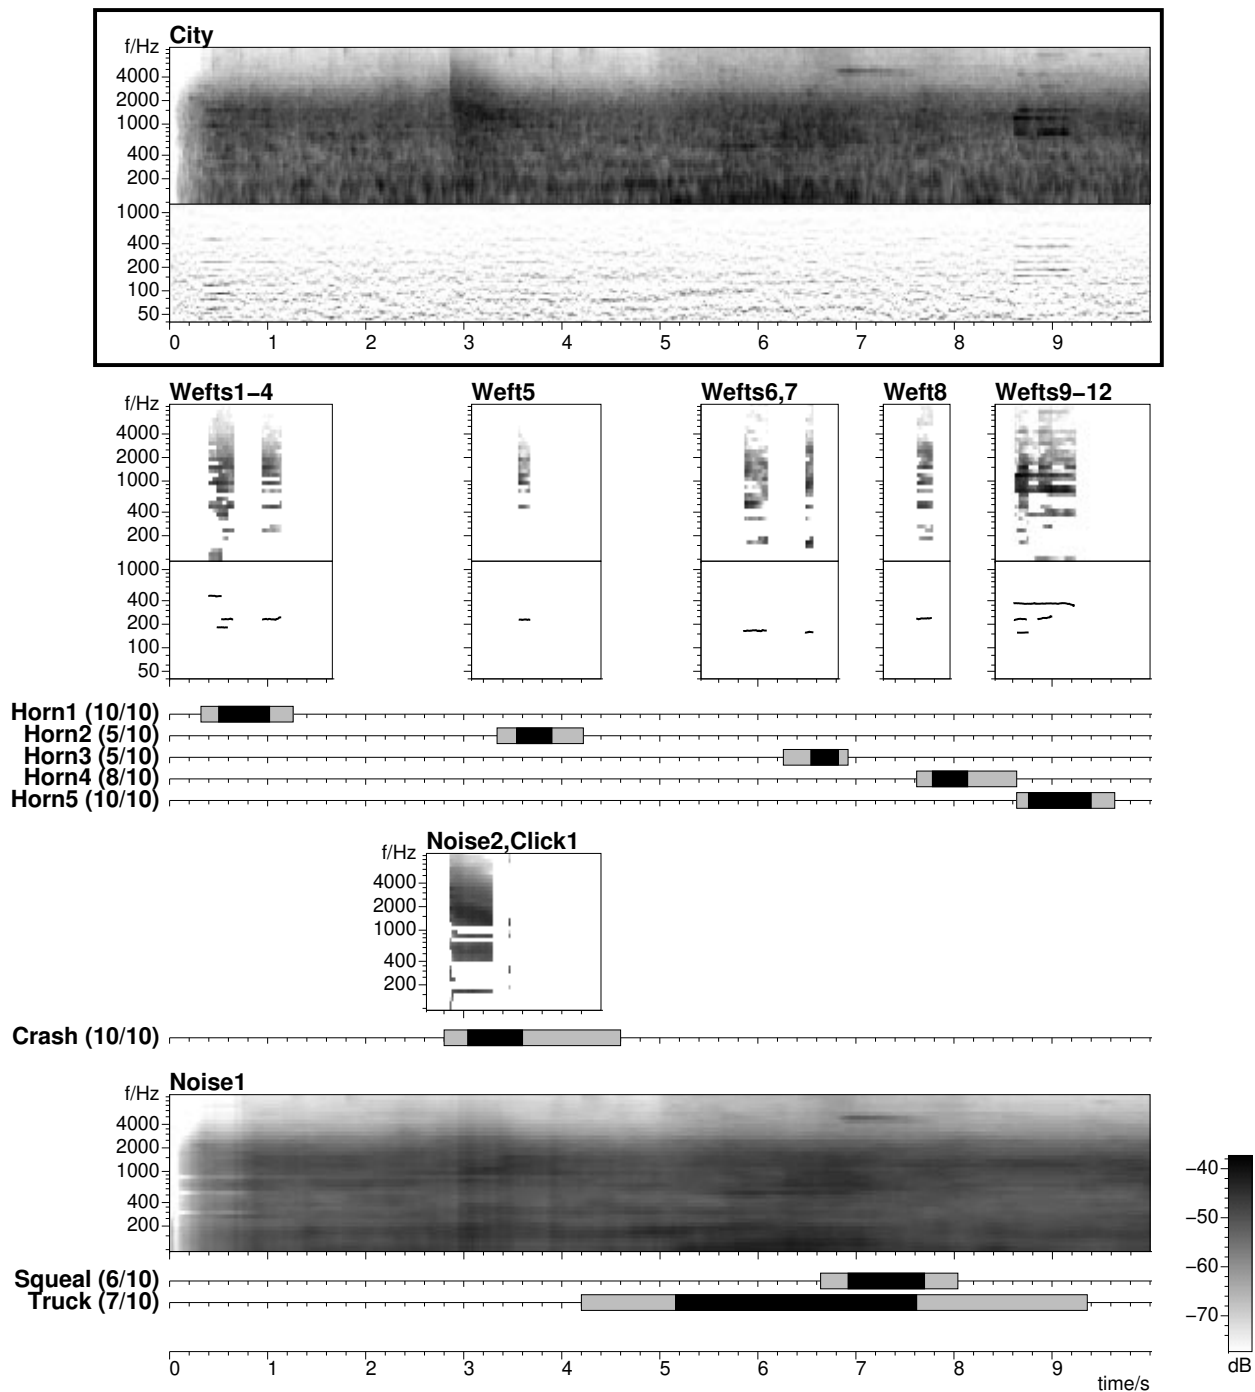 City
f/Hz
4000
2000
1000
400
200
1000
400
200
100
50
0 1 2 3 4 5 6 7 8 9
Wefts1−4 Weft5 Wefts6,7 Weft8 Wefts9−12
f/Hz
4000
2000
1000
400
200
1000
400
200
100
50
Horn1 (10/10)
Horn2 (5/10)
Horn3 (5/10)
Horn4 (8/10)
Horn5 (10/10)
Noise2,Click1
f/Hz
4000
2000
1000
400
200
Crash (10/10)
Noise1
f/Hz
4000
2000
1000
400
200
−40
−50
−60
−70
dB
Squeal (6/10)
Truck (7/10)
0 1 2 3 4 5 6 7 8 9
time/s